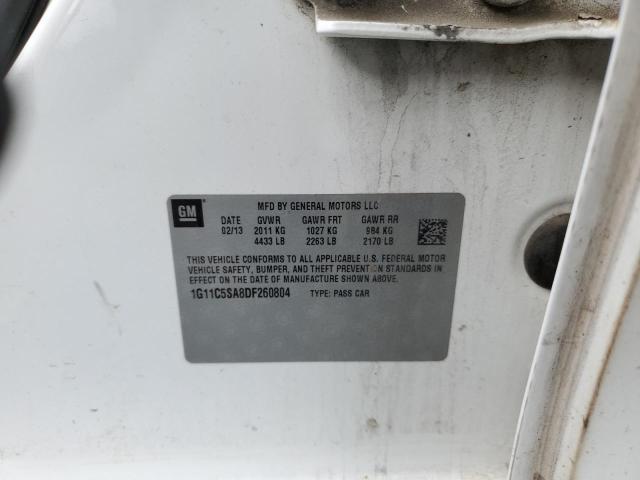 GM
MFD BY GENERAL MOTORS LLC
DATE GVWR GAWR FRT GAWR RR
02/13 2011 KG 1027 KG 984 KG
4433 LB 2263 LB 2170 LB
THIS VEHICLE CONFORMS TO ALL APPLICABLE U.S. FEDERAL MOTOR
VEHICLE SAFETY, BUMPER, AND THEFT PREVENTION STANDARDS IN
EFFECT ON THE DATE OF MANUFACTURE SHOWN ABOVE.
1G11C5SA8DF260804 TYPE: PASS CAR